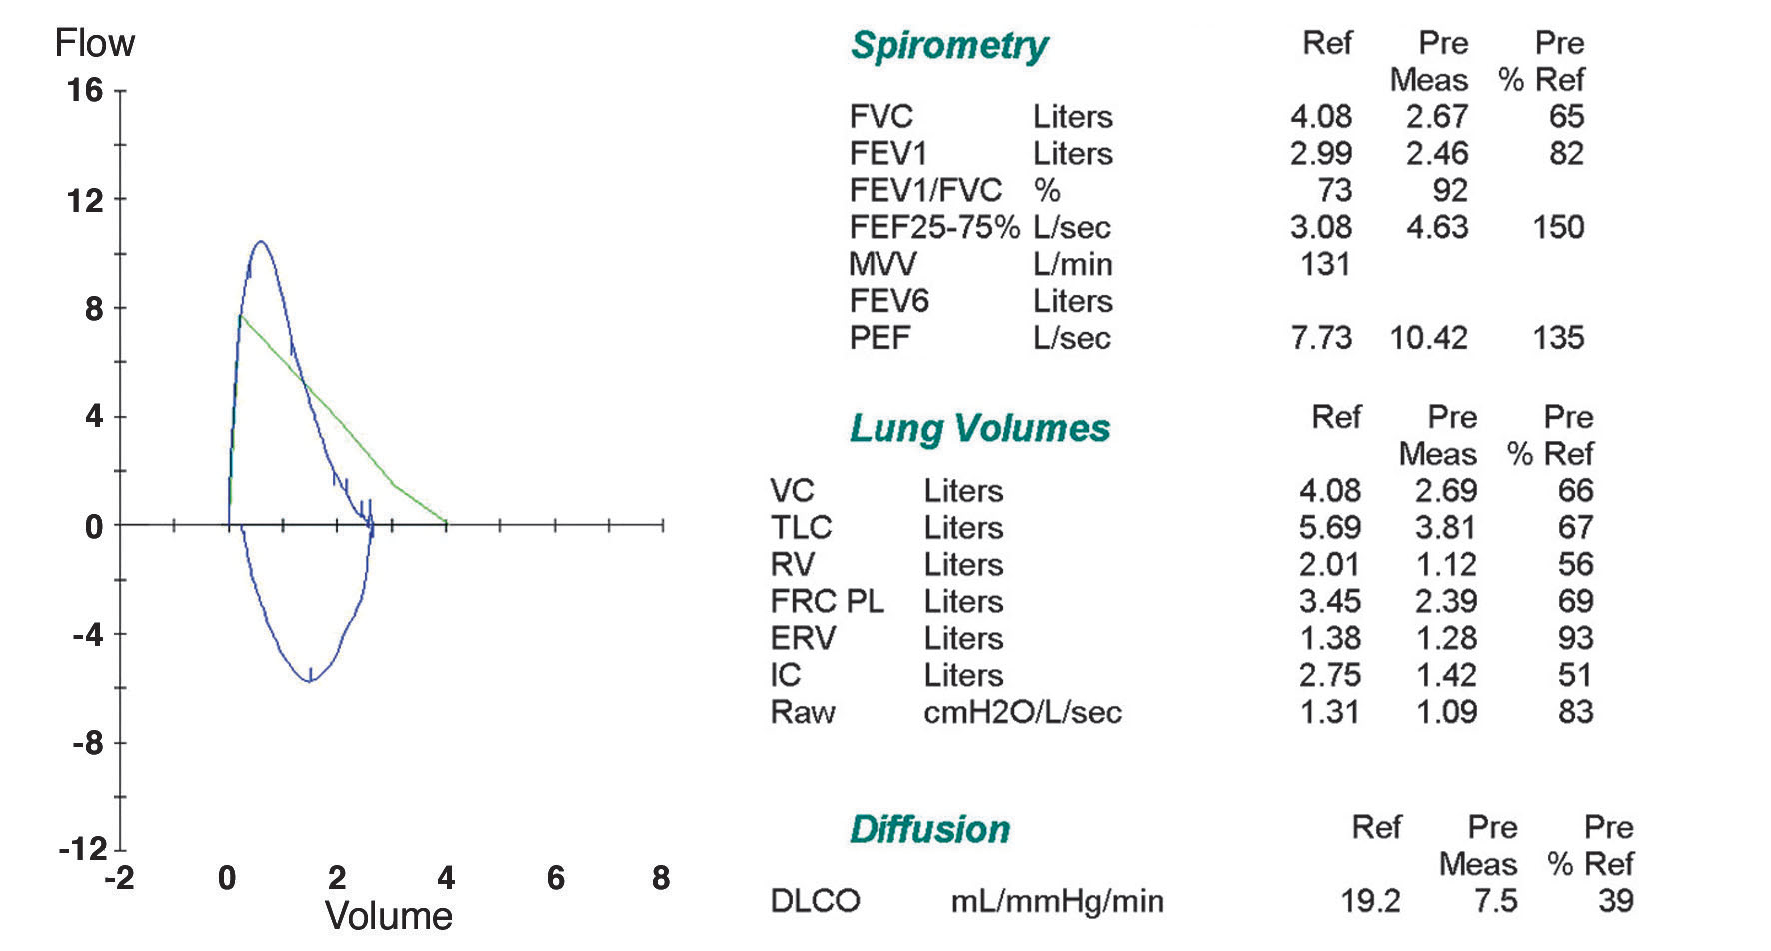 Flow
16
12
8
4
0
-4
-8
-12
-2 0 2 4 6 8
Volume
Spirometry Ref Pre Pre
Meas % Ref
FVC Liters 4.08 2.67 65
FEV1 Liters 2.99 2.46 82
FEV1/FVC % 73 92
FEF25-75% L/sec 3.08 4.63 150
MVV L/min 131
FEV6 Liters
PEF L/sec 7.73 10.42 135
Lung Volumes Ref Pre Pre
Meas % Ref
VC Liters 4.08 2.69 66
TLC Liters 5.69 3.81 67
RV Liters 2.01 1.12 56
FRC PL Liters 3.45 2.39 69
ERV Liters 1.38 1.28 93
IC Liters 2.75 1.42 51
Raw cmH2O/L/sec 1.31 1.09 83
Diffusion Ref Pre Pre
Meas % Ref
DLCO mL/mmHg/min 19.2 7.5 39